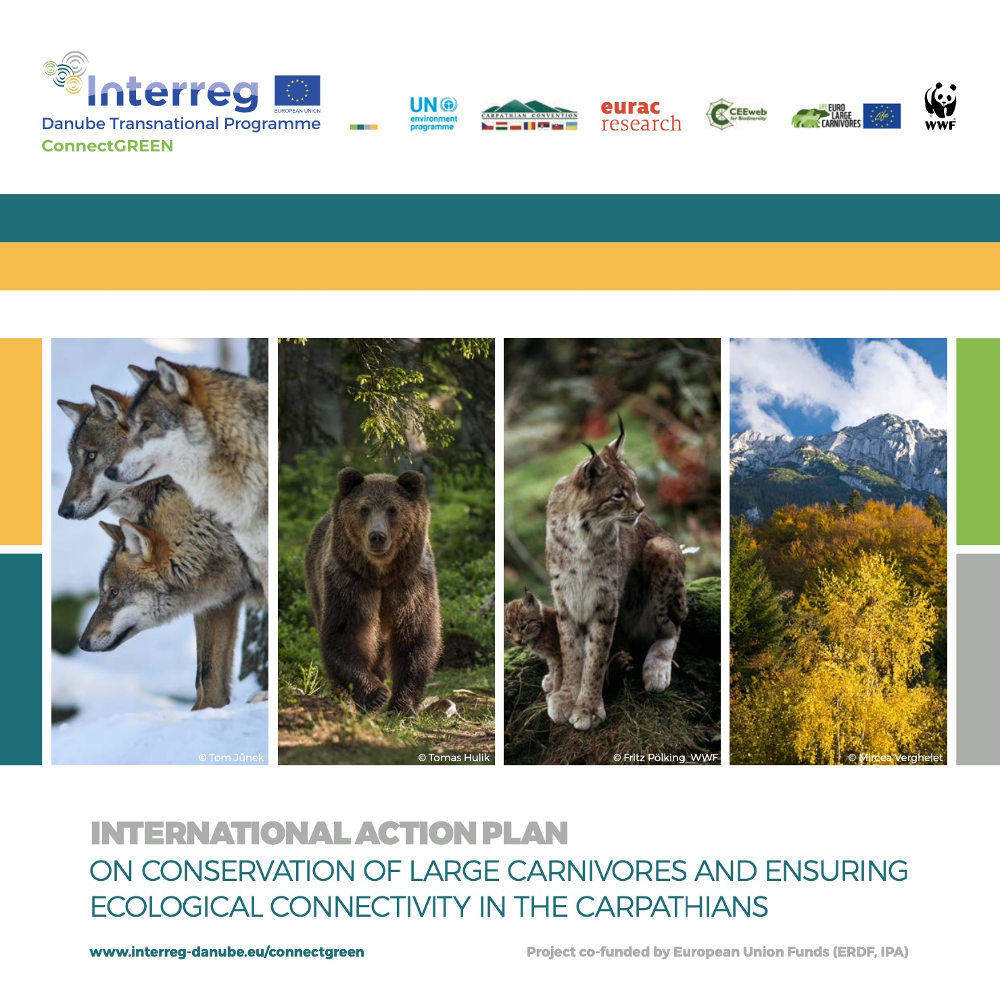 Interreg
EUROPEAN UNION
Danube Transnational Programme
ConnectGREEN
UN
environment
programme
CARPATHIAN CONVENTION
eurac
research
CEEweb
for Biodiversity
LIFE EURO
LARGE
CARNIVORES
Life
WWF
© Tom Jůnek
© Tomas Hulik
© Fritz Pölking_WWF
© Mircea Verghelet
INTERNATIONAL ACTION PLAN
ON CONSERVATION OF LARGE CARNIVORES AND ENSURING
ECOLOGICAL CONNECTIVITY IN THE CARPATHIANS
www.interreg-danube.eu/connectgreen
Project co-funded by European Union Funds (ERDF, IPA)